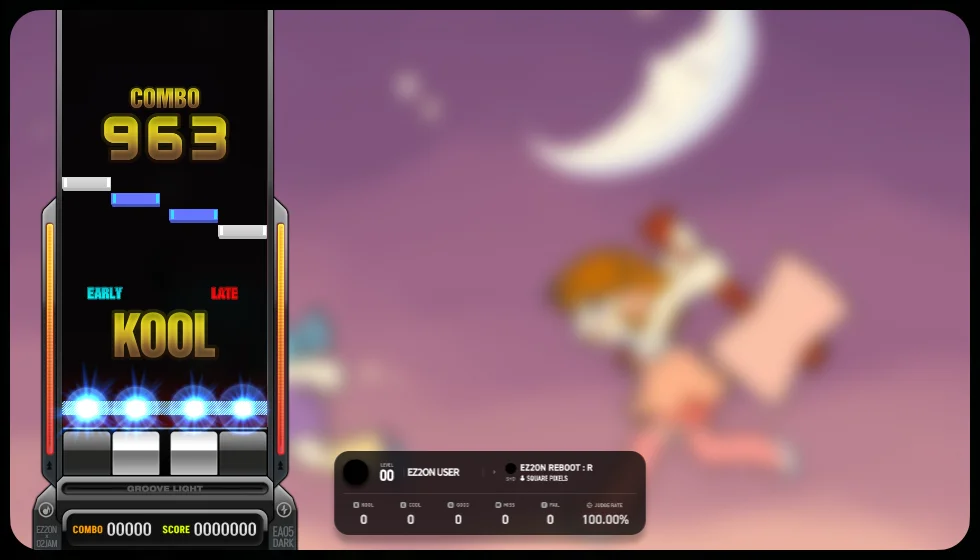 COMBO
963
EARLY LATE
KOOL
GROOVE LIGHT
EZ2ON
X
O2JAM
COMBO 00000 SCORE 0000000
EA05
DARK
LEVEL
00
EZ2ON USER
EZ2ON REBOOT : R
SQUARE PIXELS
KOOL COOL GOOD MISS FAIL JUDGE RATE
0 0 0 0 0 100.00%